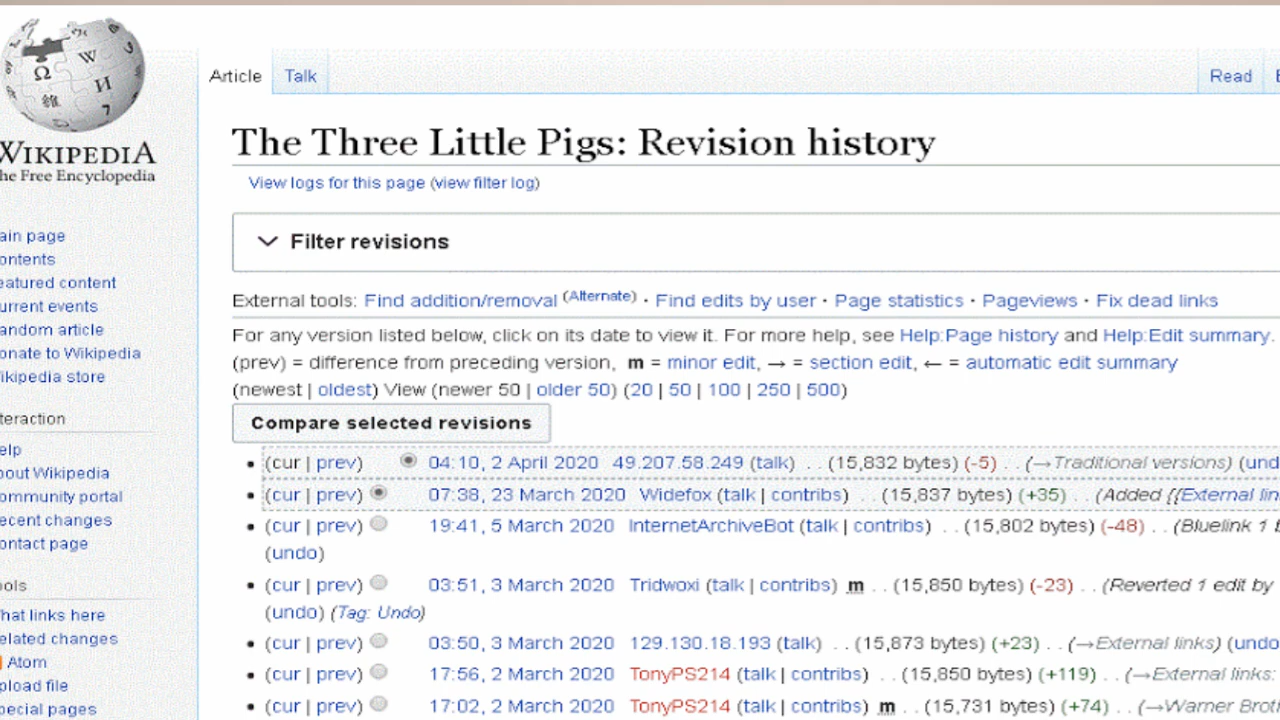 WIKIPEDIA
The Free Encyclopedia
Article Talk Read
The Three Little Pigs: Revision history
View logs for this page (view filter log)
Filter revisions
External tools: Find addition/removal (Alternate) · Find edits by user · Page statistics · Pageviews · Fix dead links
For any version listed below, click on its date to view it. For more help, see Help:Page history and Help:Edit summary.
(prev) = difference from preceding version, m = minor edit, → = section edit, ← = automatic edit summary
(newest | oldest) View (newer 50 | older 50) (20 | 50 | 100 | 250 | 500)
Compare selected revisions
(cur | prev) 04:10, 2 April 2020 49.207.58.249 (talk) . . (15,832 bytes) (-5) . . (→Traditional versions) (und
(cur | prev) 07:38, 23 March 2020 Widefox (talk | contribs) . . (15,837 bytes) (+35) . . (Added {{External lin
(cur | prev) 19:41, 5 March 2020 InternetArchiveBot (talk | contribs) . . (15,802 bytes) (-48) . . (Bluelink 1 b
(undo)
(cur | prev) 03:51, 3 March 2020 Tridwoxi (talk | contribs) m . . (15,850 bytes) (-23) . . (Reverted 1 edit by
(undo) (Tag: Undo)
(cur | prev) 03:50, 3 March 2020 129.130.18.193 (talk) . . (15,873 bytes) (+23) . . (→External links) (undo
(cur | prev) 17:56, 2 March 2020 TonyPS214 (talk | contribs) . . (15,850 bytes) (+119) . . (→External links:
(cur | prev) 17:02, 2 March 2020 TonyPS214 (talk | contribs) m . . (15,731 bytes) (+74) . . (→Warner Brot
ain page
ontents
eatured content
urrent events
andom article
onate to Wikipedia
ikipedia store
teraction
elp
bout Wikipedia
ommunity portal
ecent changes
ontact page
ols
hat links here
elated changes
Atom
pload file
pecial pages